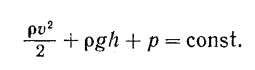 ρv²/2 + ρgh + p = const.